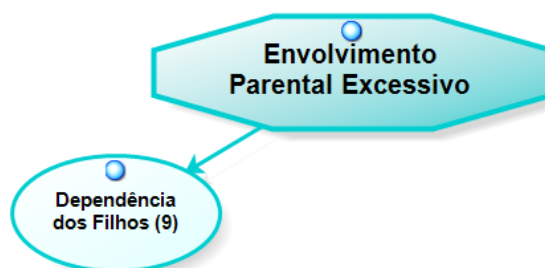 Envolvimento
Parental Excessivo
Dependência
dos Filhos (9)